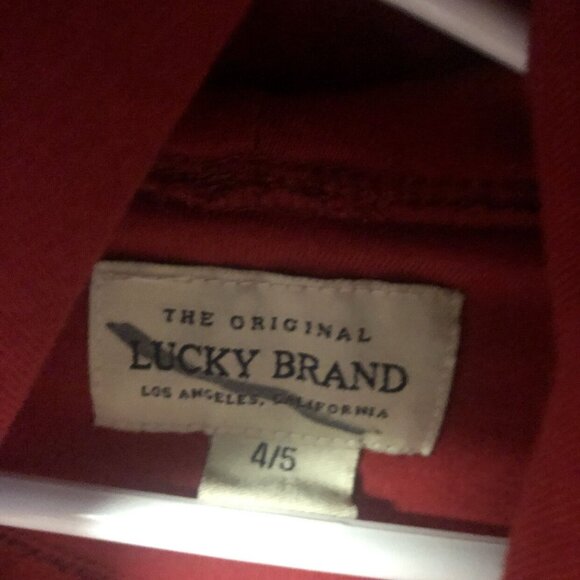 THE ORIGINAL
LUCKY BRAND
LOS ANGELES, CALIFORNIA
4/5